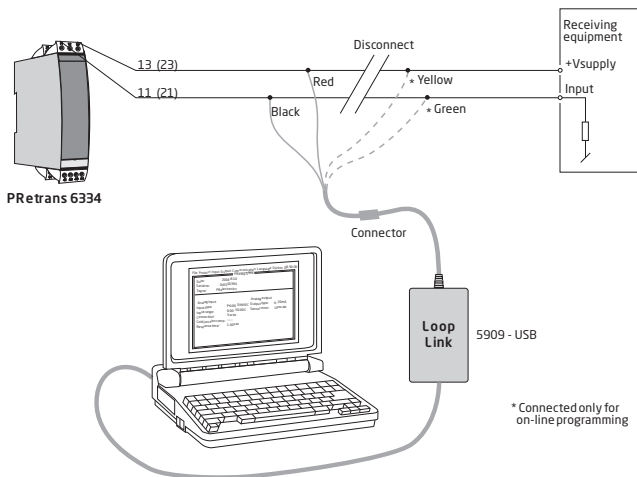 Receiving
equipment
Disconnect
13 (23)
+Vsupply
Red
* Yellow
11 (21)
Input
Black
* Green
PRetrans 6334
Connector
Loop
Link
5909 - USB
* Connected only for
on-line programming